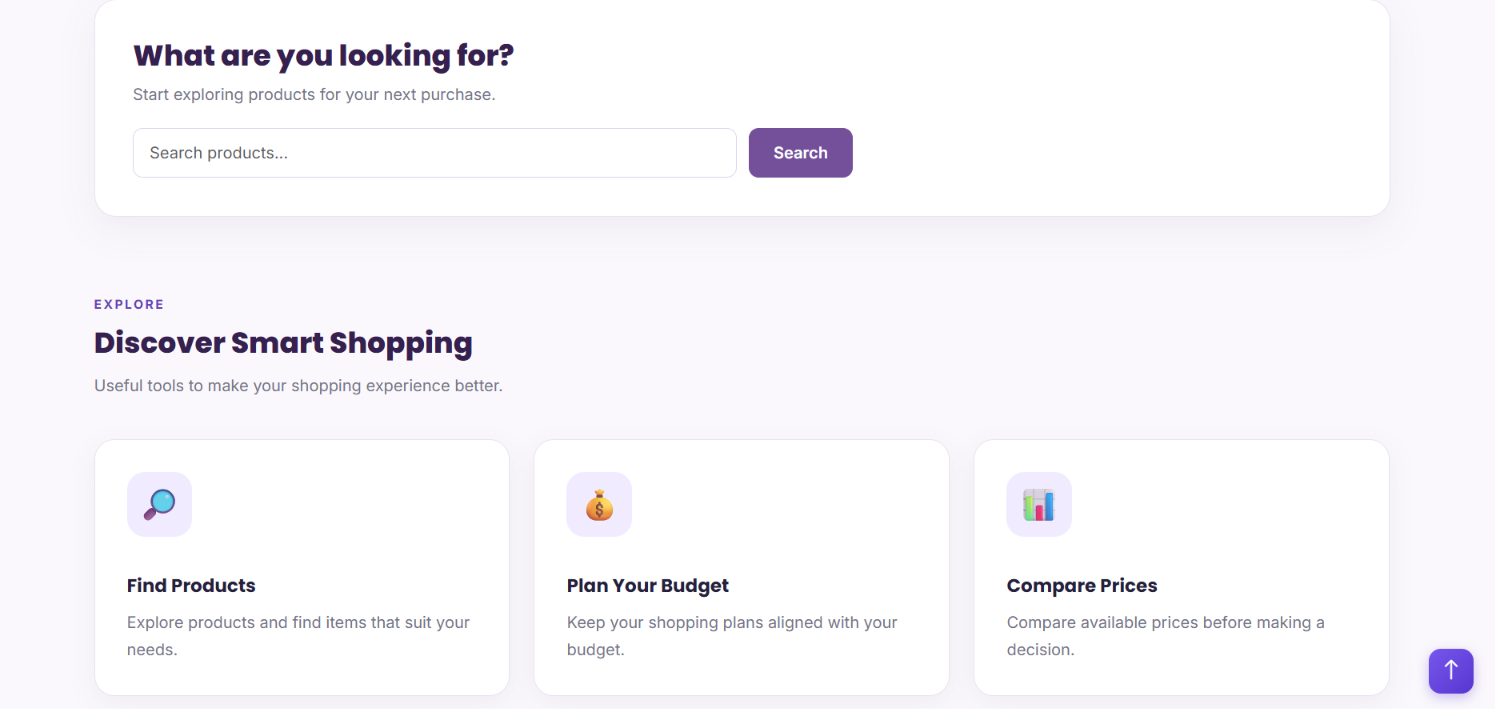 What are you looking for?
Start exploring products for your next purchase.
Search products...
Search
EXPLORE
Discover Smart Shopping
Useful tools to make your shopping experience better.
Find Products
Explore products and find items that suit your
needs.
Plan Your Budget
Keep your shopping plans aligned with your
budget.
Compare Prices
Compare available prices before making a
decision.